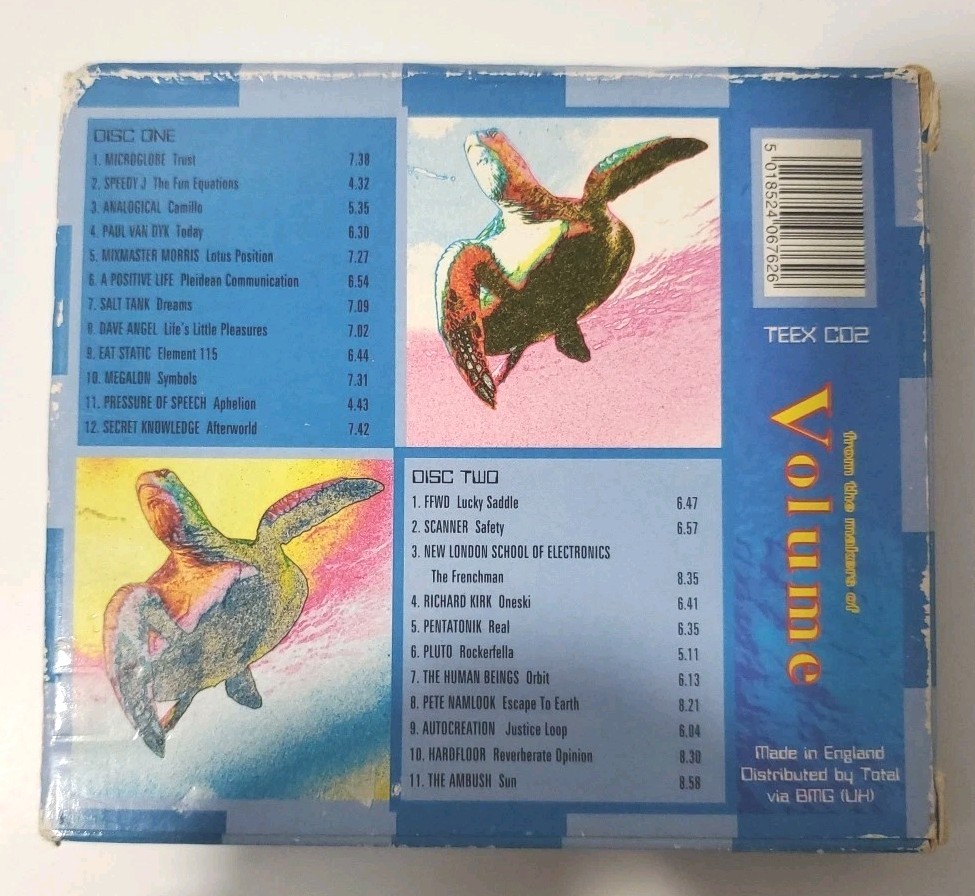 DISC ONE
1. MICROGLOBE Trust 7.38
2. SPEEDY J The Fun Equations 4.32
3. ANALOGICAL Camillo 5.35
4. PAUL VAN DYK Today 6.30
5. MIXMASTER MORRIS Lotus Position 7.27
6. A POSITIVE LIFE Pleidean Communication 6.54
7. SALT TANK Dreams 7.09
8. DAVE ANGEL Life's Little Pleasures 7.02
9. EAT STATIC Element 115 6.44
10. MEGALON Symbols 7.31
11. PRESSURE OF SPEECH Aphelion 4.43
12. SECRET KNOWLEDGE Afterworld 7.42
DISC TWO
1. FFWD Lucky Saddle 6.47
2. SCANNER Safety 6.57
3. NEW LONDON SCHOOL OF ELECTRONICS
The Frenchman 8.35
4. RICHARD KIRK Oneski 6.41
5. PENTATONIK Real 6.35
6. PLUTO Rockerfella 5.11
7. THE HUMAN BEINGS Orbit 6.13
8. PETE NAMLOOK Escape To Earth 8.21
9. AUTOCREATION Justice Loop 6.04
10. HARDFLOOR Reverberate Opinion 8.30
11. THE AMBUSH Sun 8.58
5 018524 067626
TEEX CD2
from the makers of
Volume
Made in England
Distributed by Total
via BMG (UK)